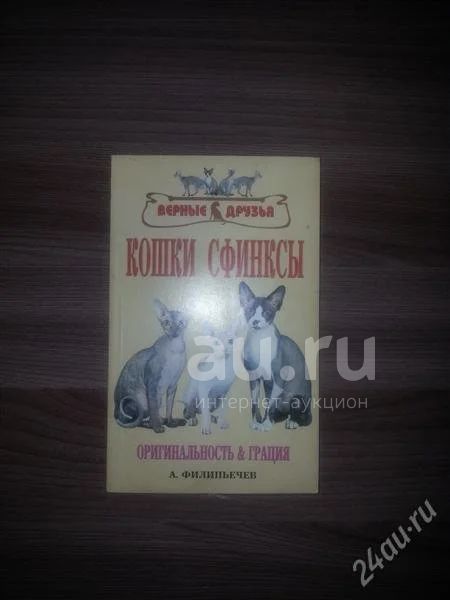 ВЕРНЫЕ ДРУЗЬЯ
КОШКИ СФИНКСЫ
au.ru
интернет-аукцион
ОРИГИНАЛЬНОСТЬ & ГРАЦИЯ
А. ФИЛИПЬЕЧЕВ
24au.ru